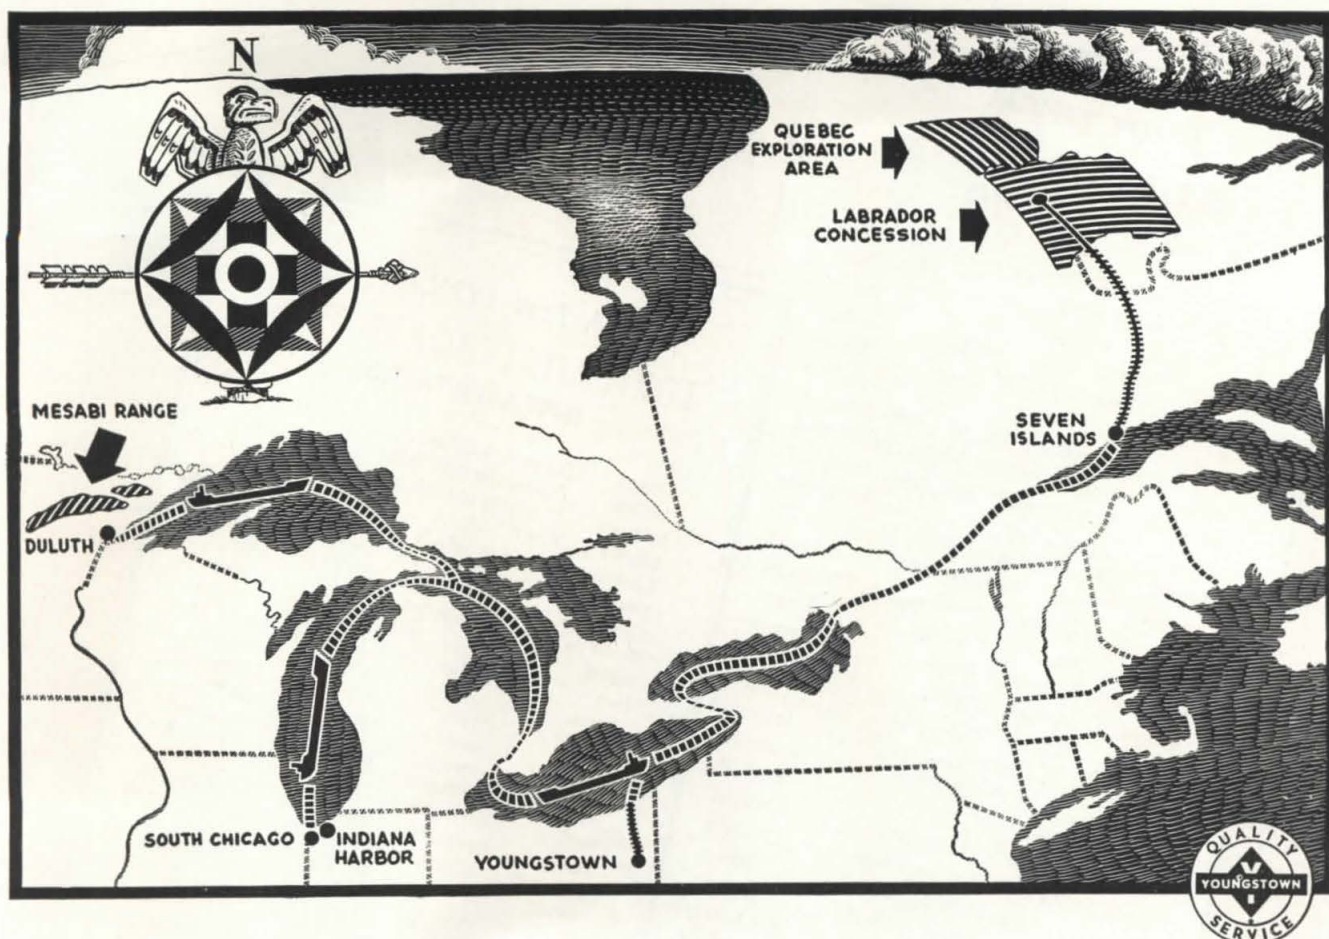 N
QUEBEC
EXPLORATION
AREA
LABRADOR
CONCESSION
MESABI RANGE
SEVEN
ISLANDS
DULUTH
SOUTH CHICAGO
INDIANA
HARBOR
YOUNGSTOWN
QUALITY
YOUNGSTOWN
SERVICE